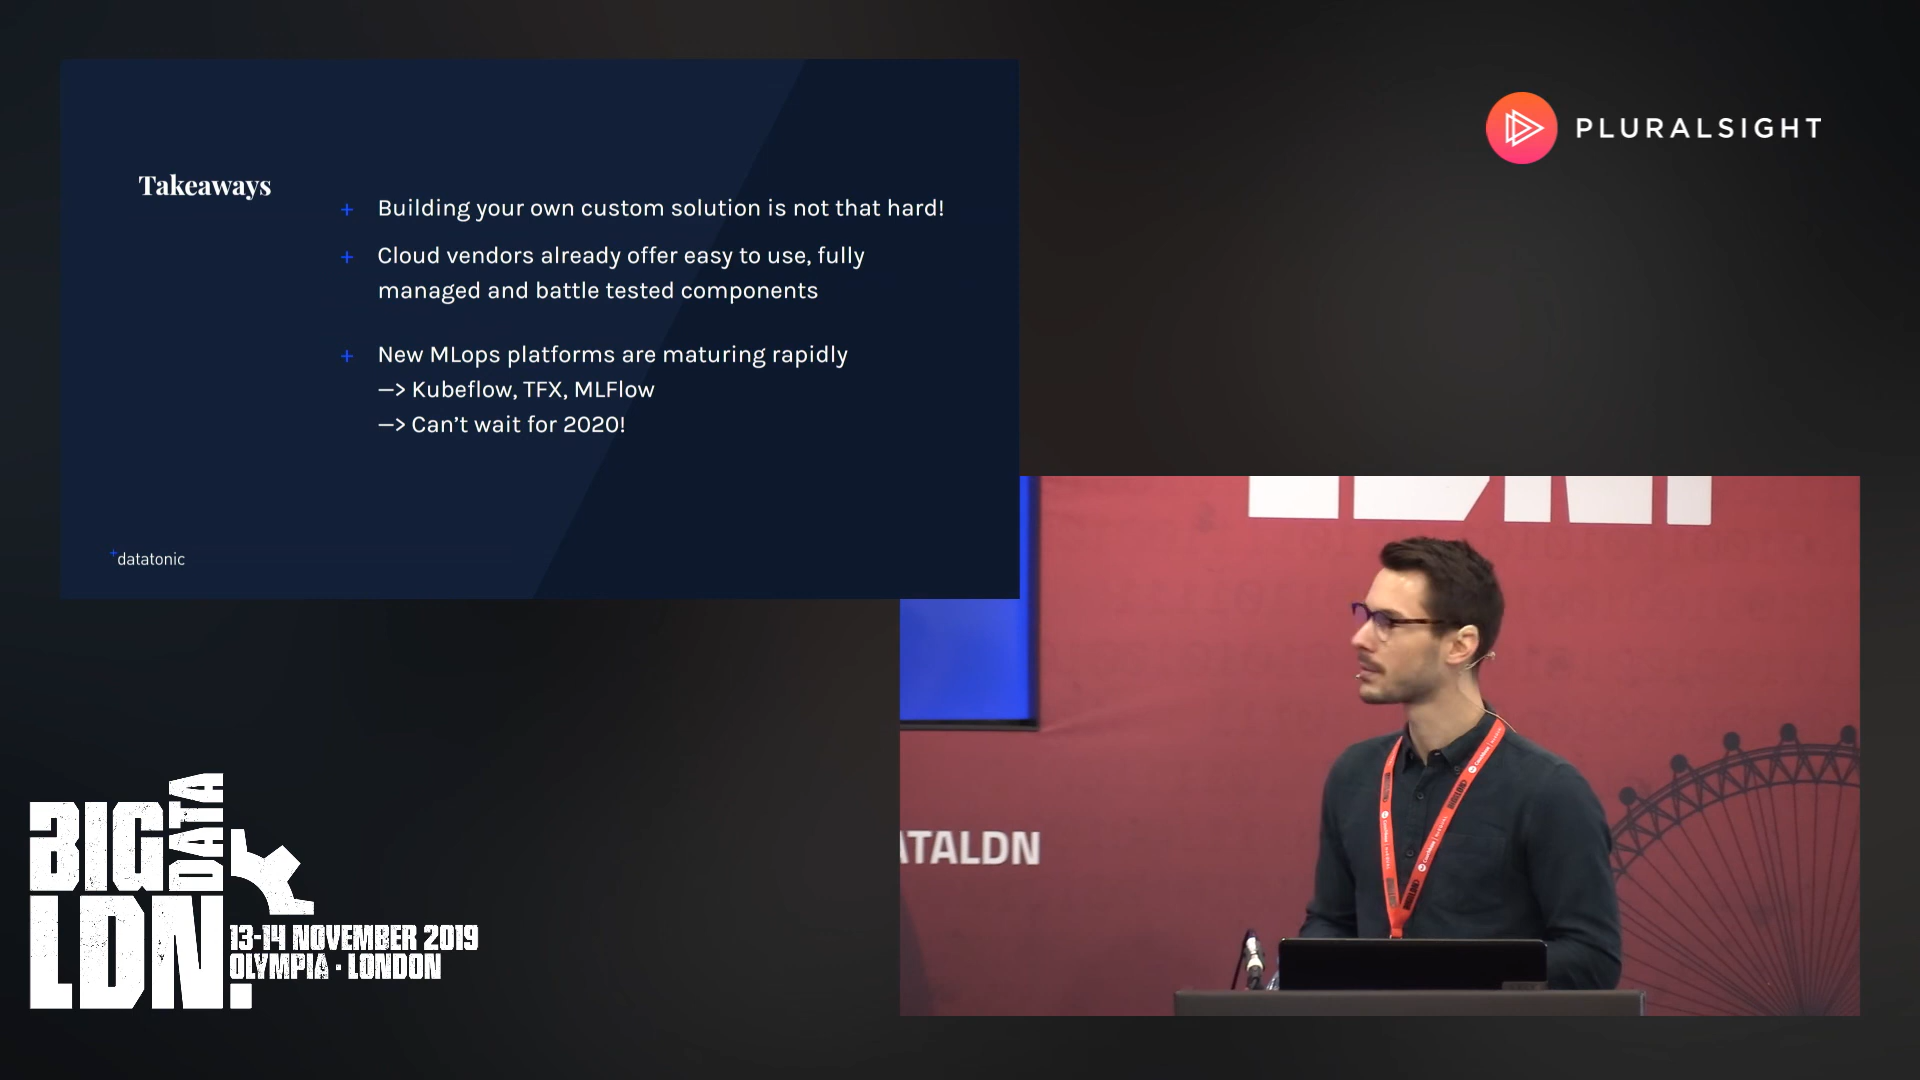 PLURALSIGHT
Takeaways
+ Building your own custom solution is not that hard!
+ Cloud vendors already offer easy to use, fully
managed and battle tested components
+ New MLops platforms are maturing rapidly
—> Kubeflow, TFX, MLFlow
—> Can't wait for 2020!
+datatonic
ATALDN
BIG
DATA
LDN.
13-14 NOVEMBER 2019
OLYMPIA · LONDON